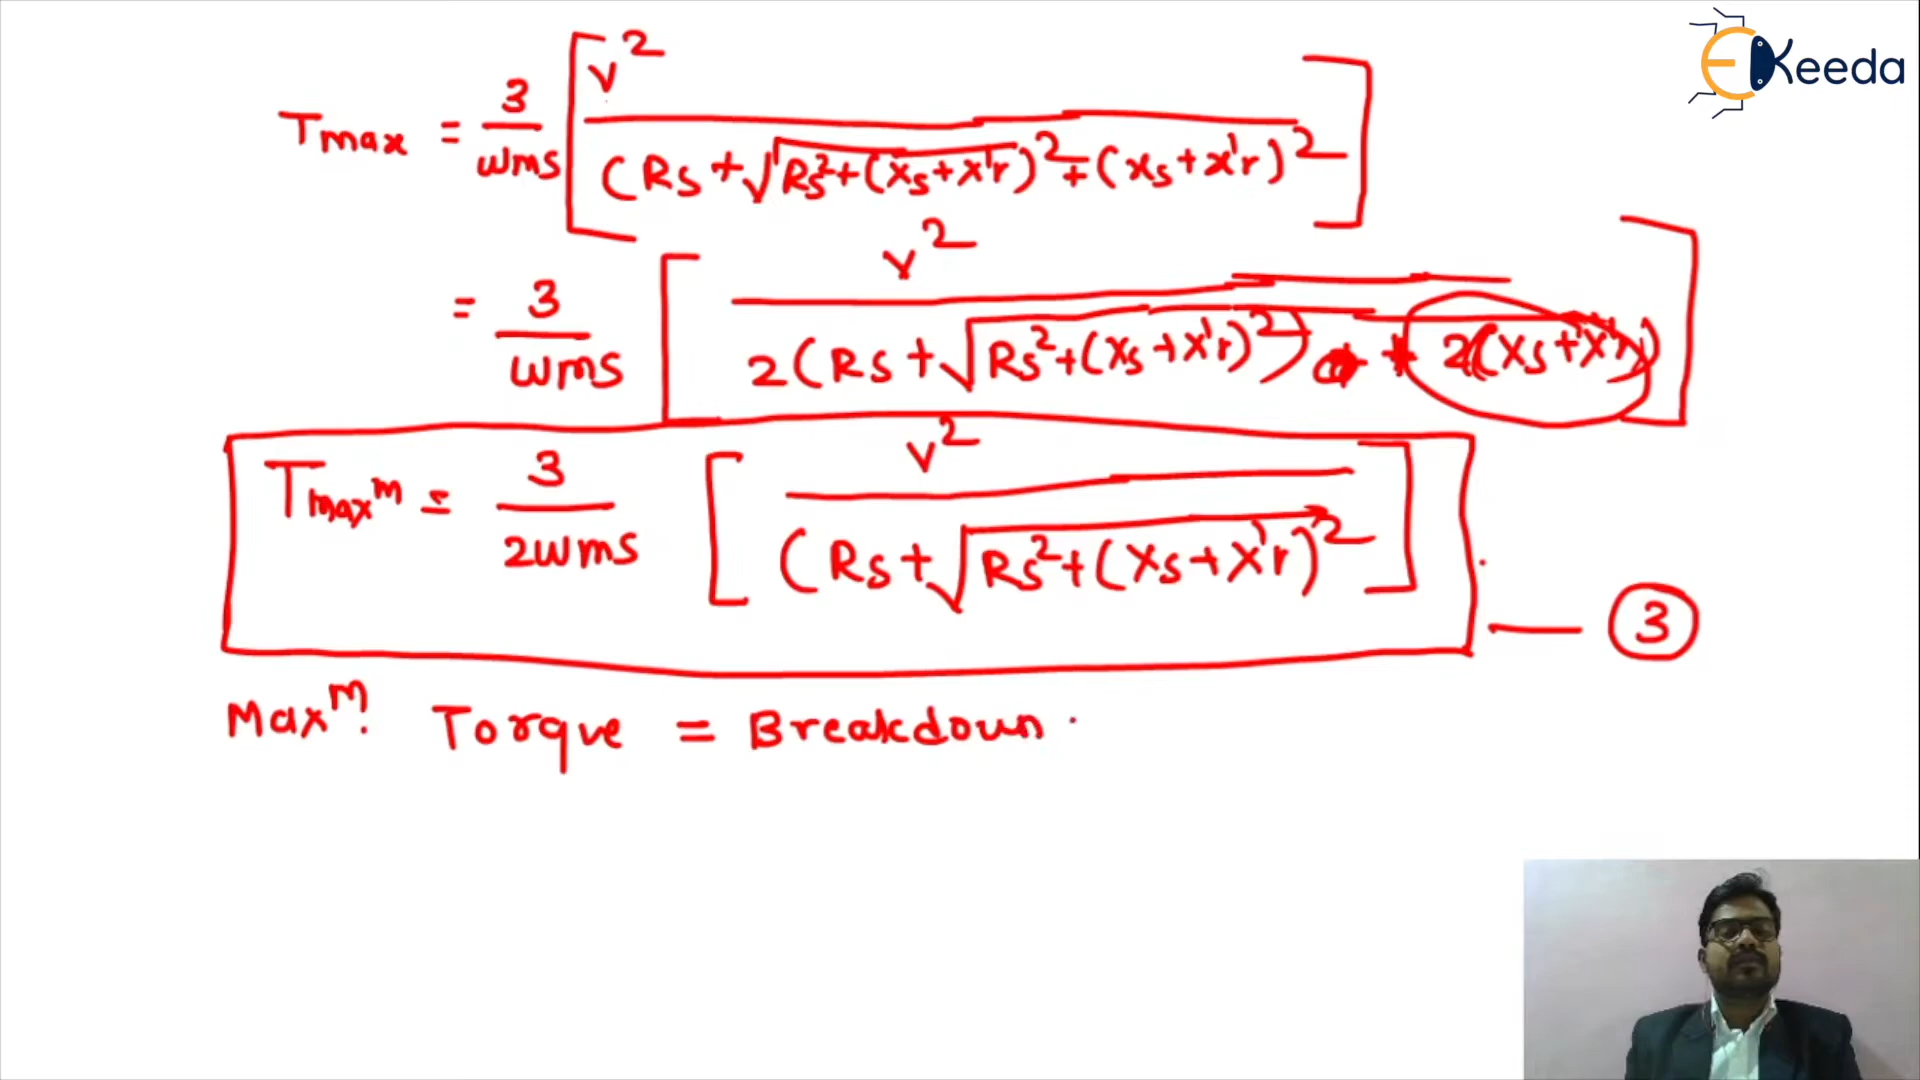 EKeeda
Tmax = 3/ωms [ V² / (Rs + √Rs² + (Xs + X'r)² + (Xs + X'r)² ]
= 3/ωms [ V² / 2(Rs + √Rs² + (Xs + X'r)²) + 2(Xs + X'r) ]
Tmaxᵐ = 3/2ωms [ V² / (Rs + √Rs² + (Xs + X'r)² ]
3
Maxᵐ. Torque = Breakdown